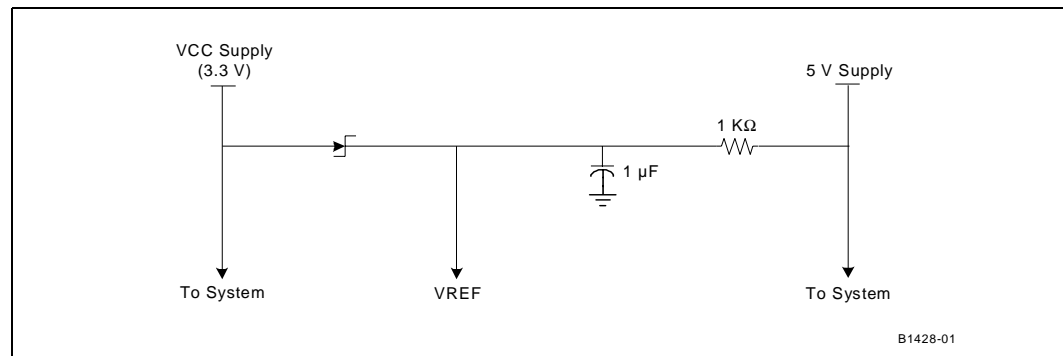 VCC Supply
(3.3 V)
5 V Supply
1 KΩ
1 µF
To System
VREF
To System
B1428-01